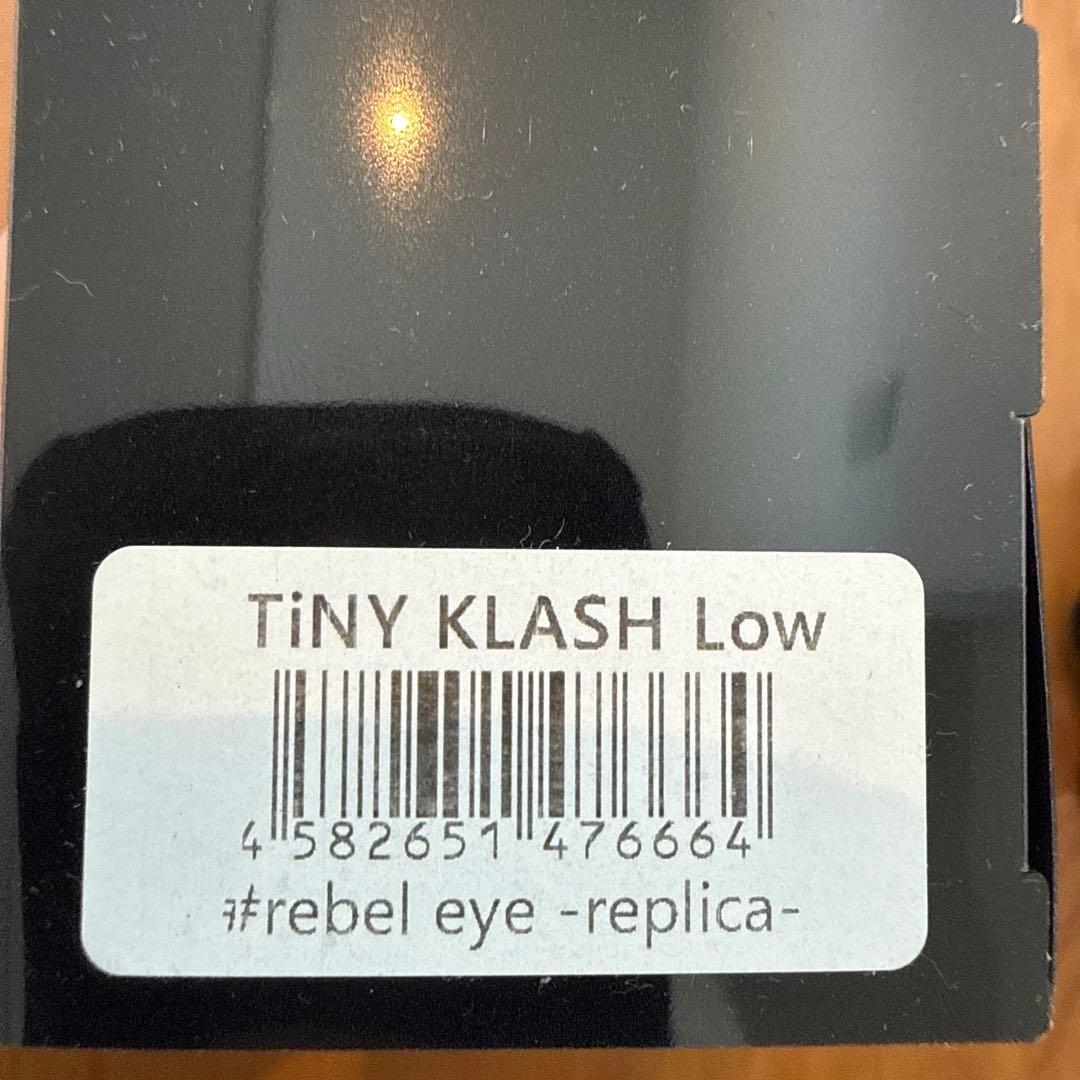 TiNY KLASH Low
4 582651 476664
#rebel eye -replica-